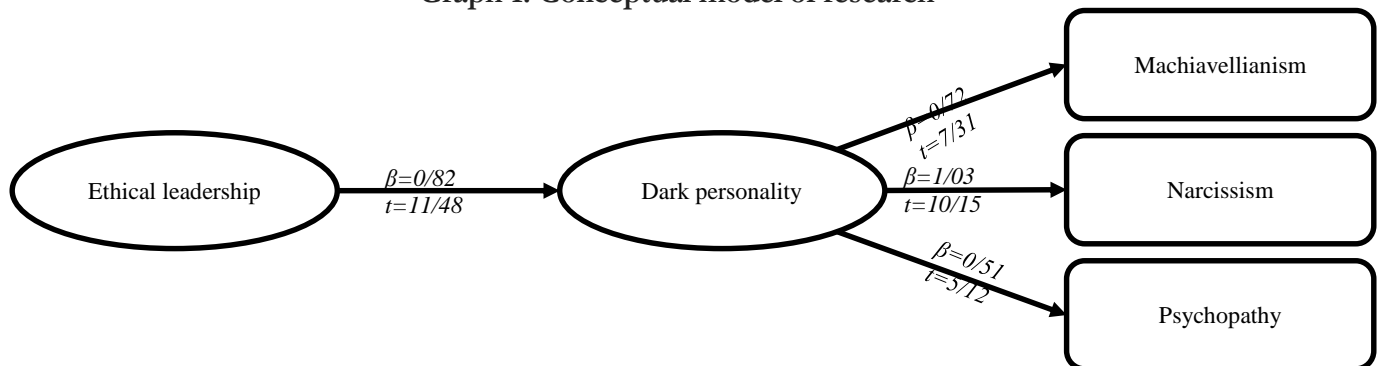 Graph 1. Conceptual model of research
Machiavellianism
β=0/72
t=7/31
Ethical leadership
β=0/82
t=11/48
Dark personality
β=1/03
t=10/15
Narcissism
β=0/51
t=5/12
Psychopathy